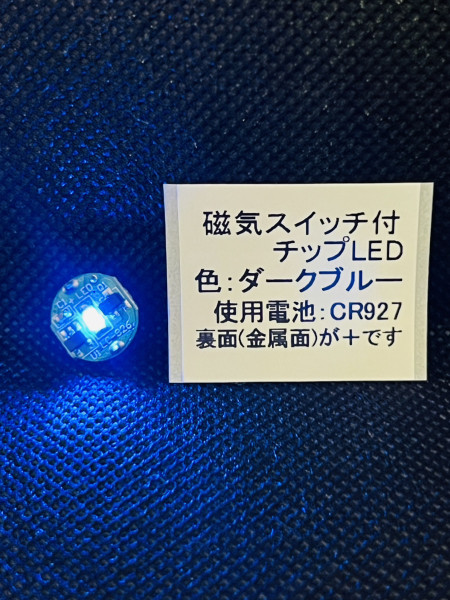 磁気スイッチ付
チップLED
色:ダークブルー
使用電池:CR927
裏面(金属面)が+です
LED